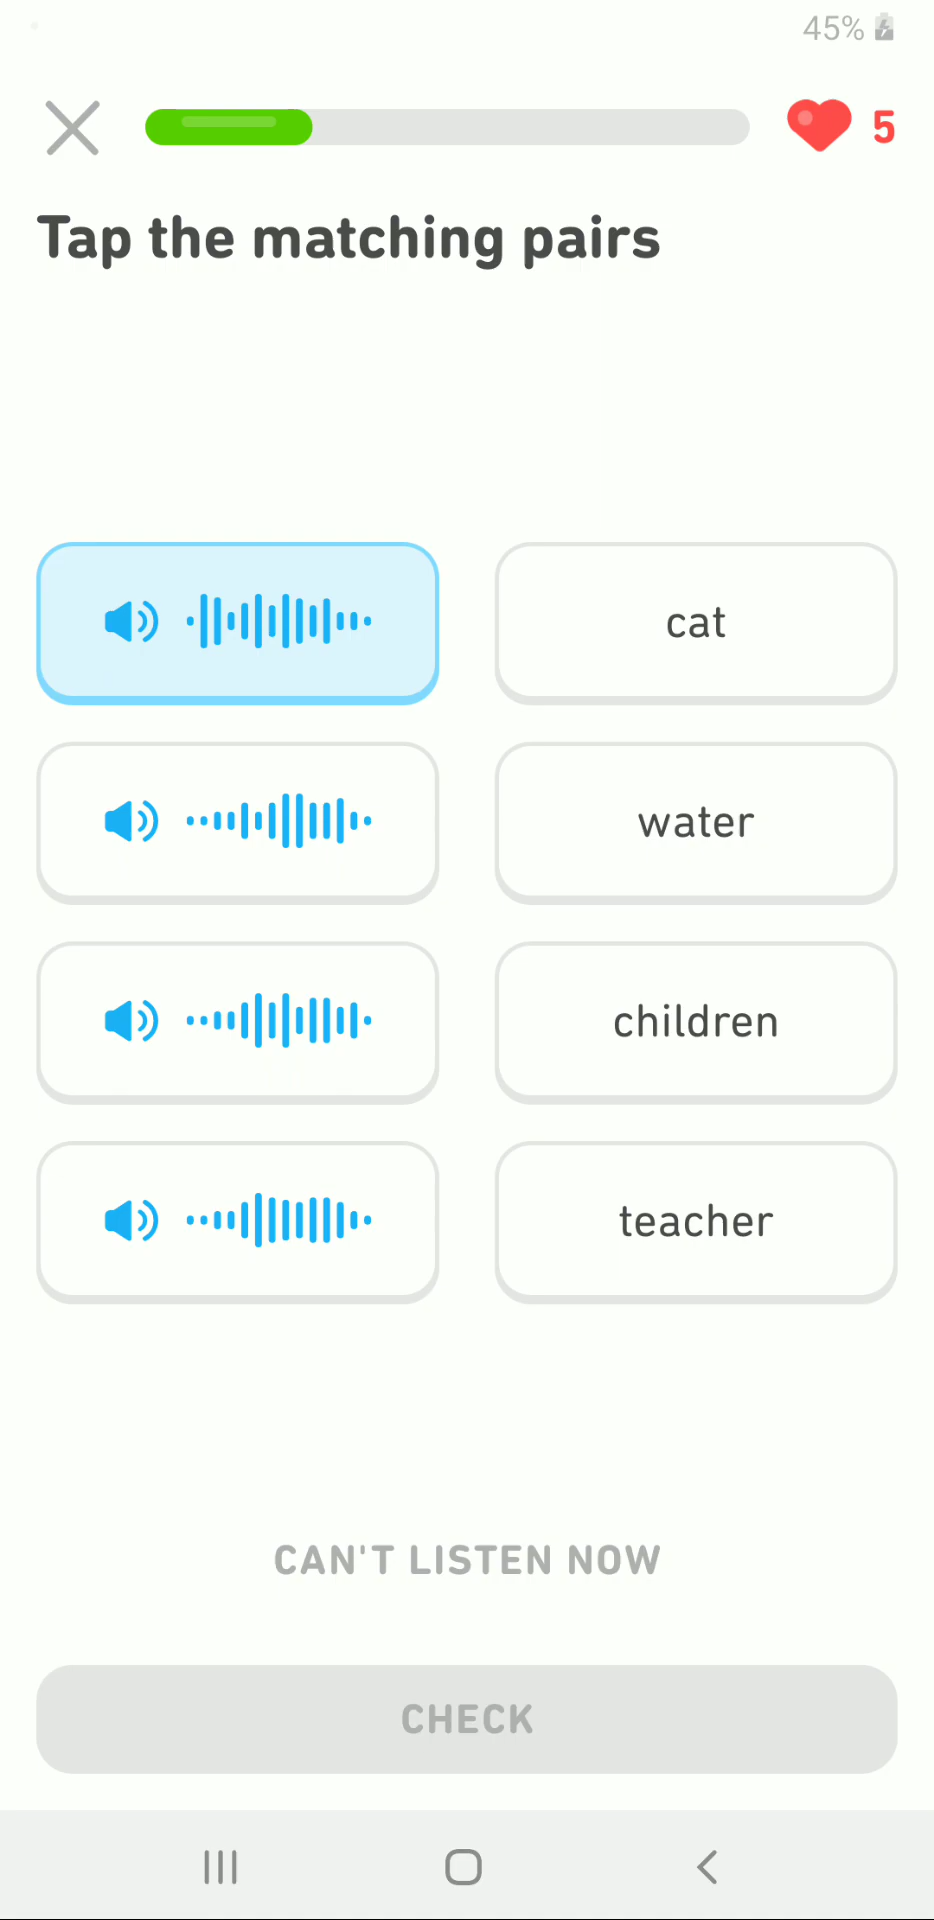 45%
5
Tap the matching pairs
cat
water
children
teacher
CAN'T LISTEN NOW
CHECK